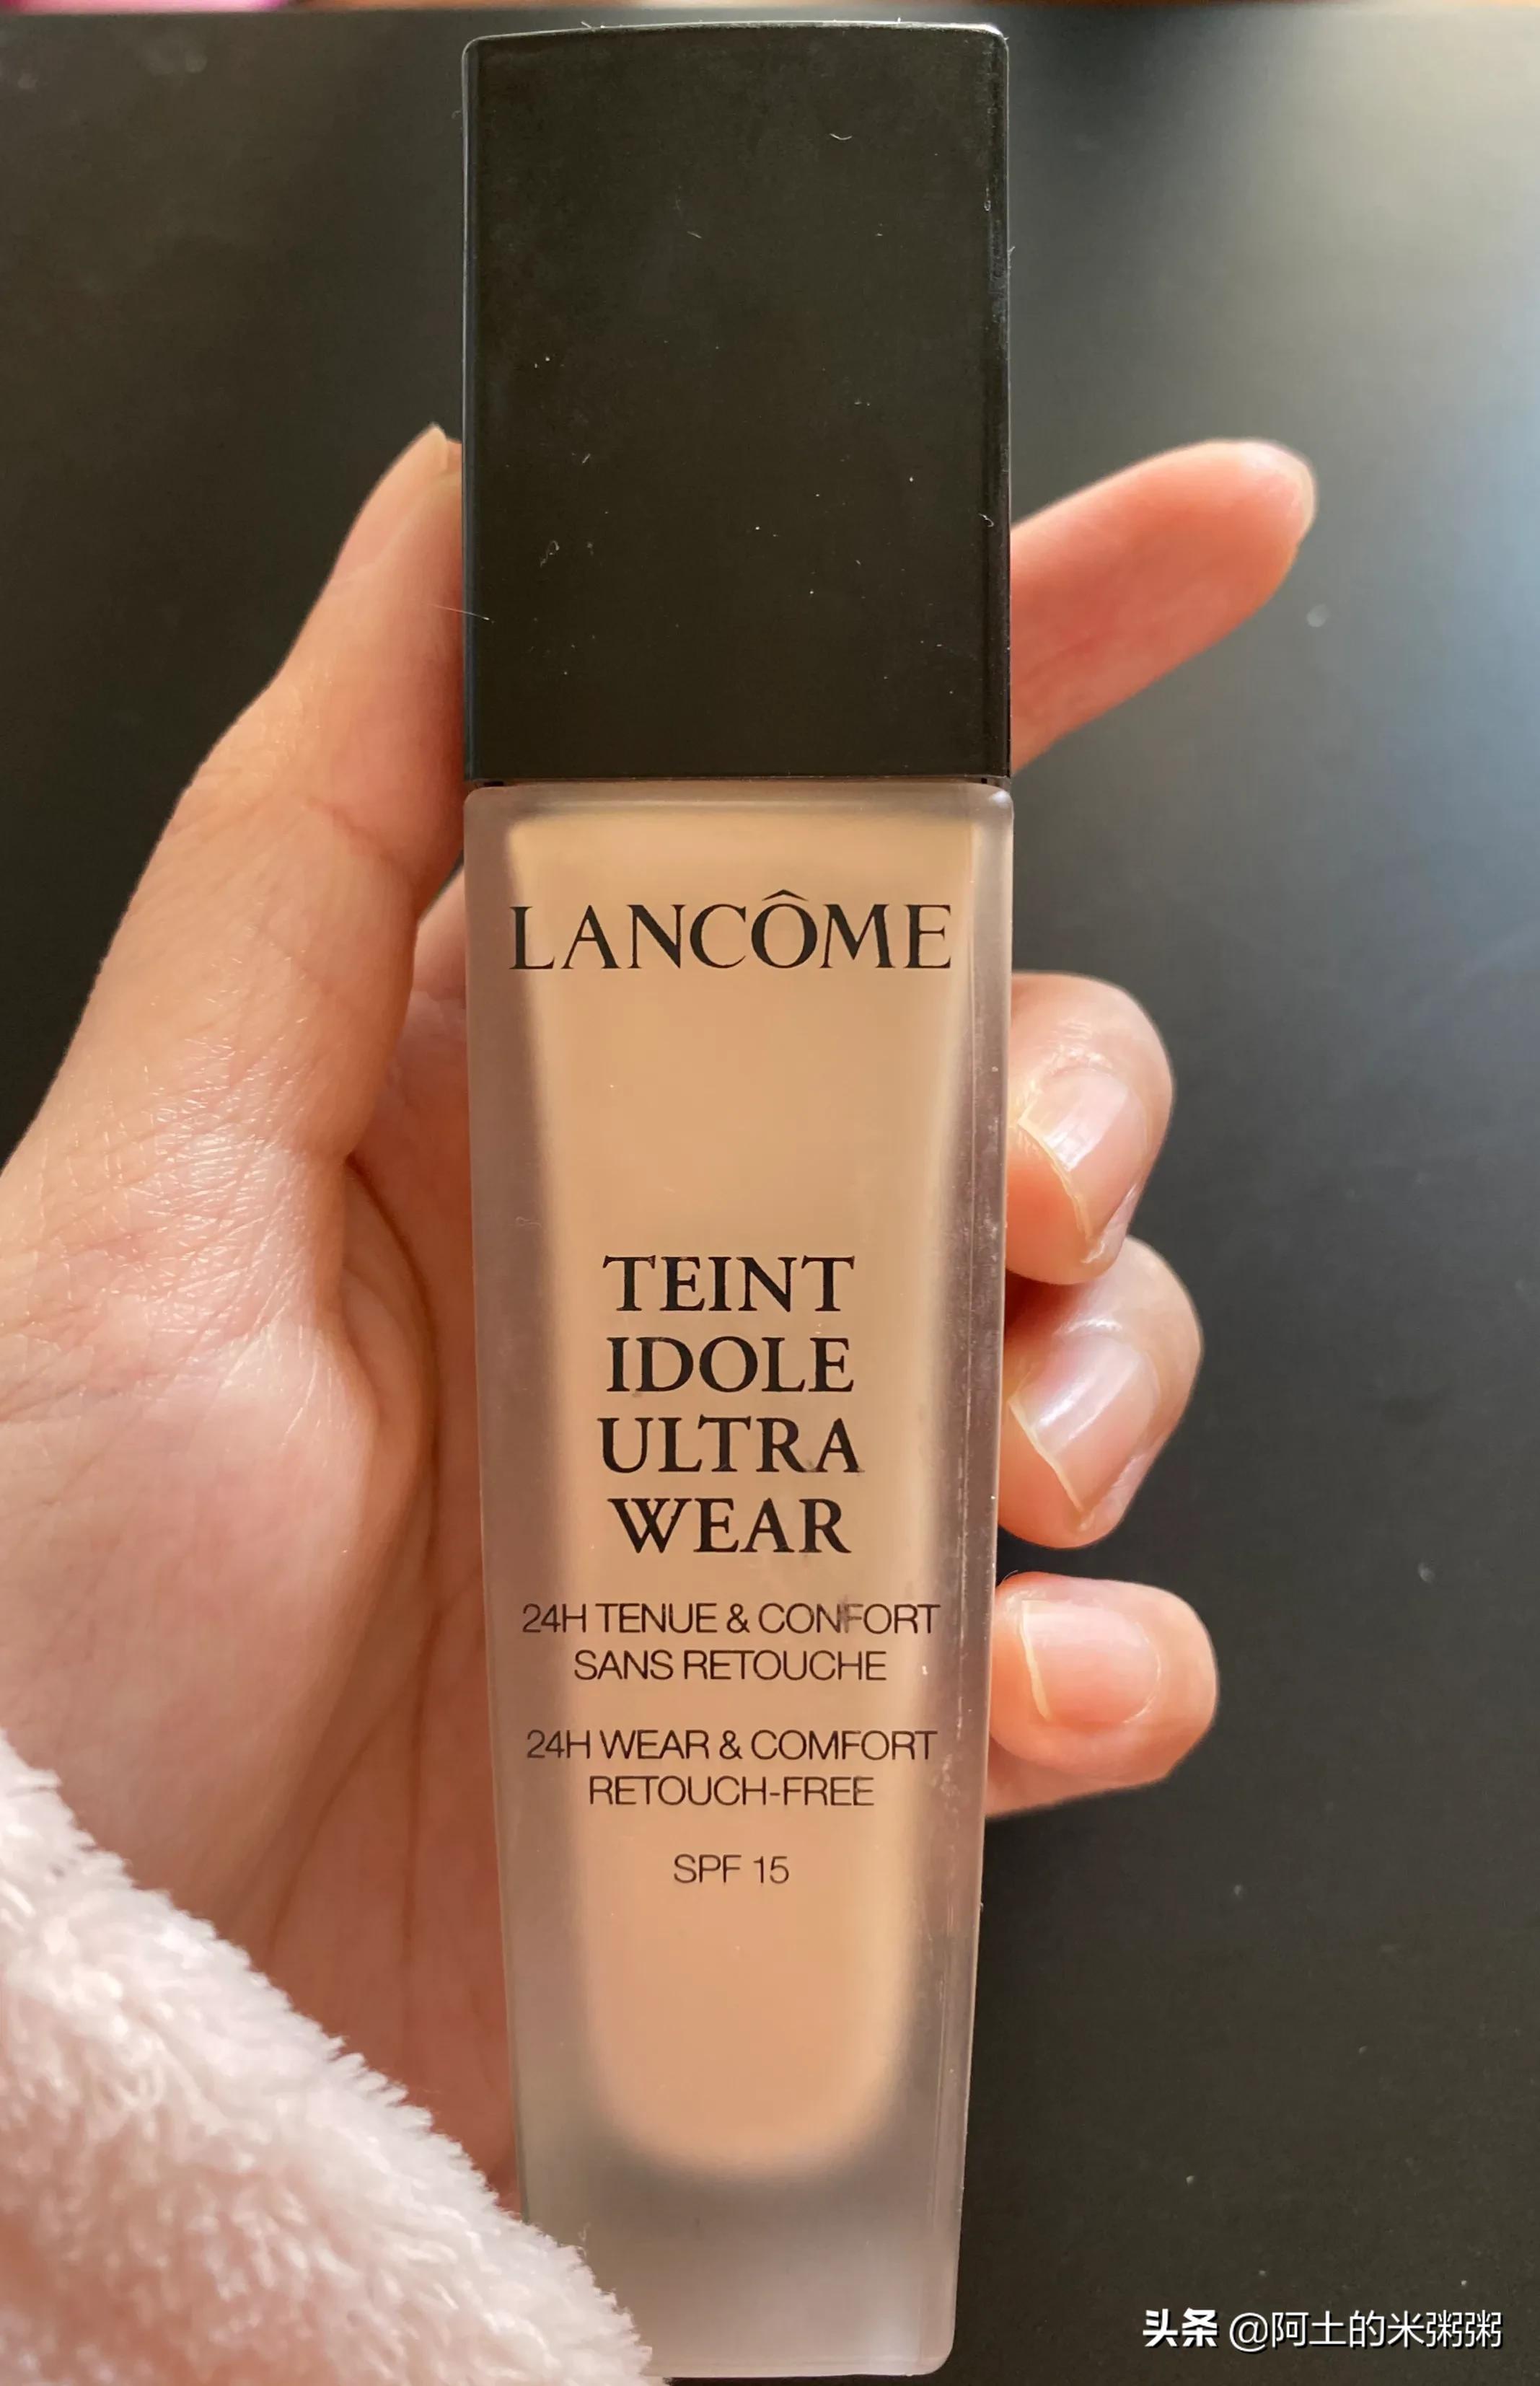 LANCÔME
TEINT
IDOLE
ULTRA
WEAR
24H TENUE & CONFORT
SANS RETOUCHE
24H WEAR & COMFORT
RETOUCH-FREE
SPF 15
头条 @阿土的米粥粥